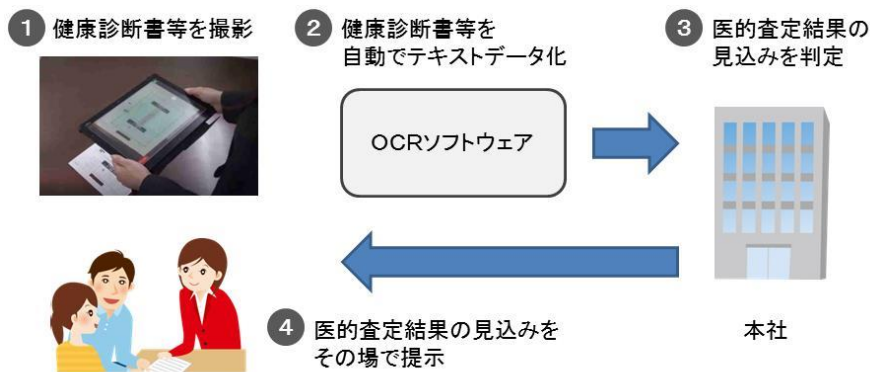 1 健康診断書等を撮影
2 健康診断書等を
自動でテキストデータ化
OCRソフトウェア
3 医的査定結果の
見込みを判定
本社
4 医的査定結果の見込みを
その場で提示